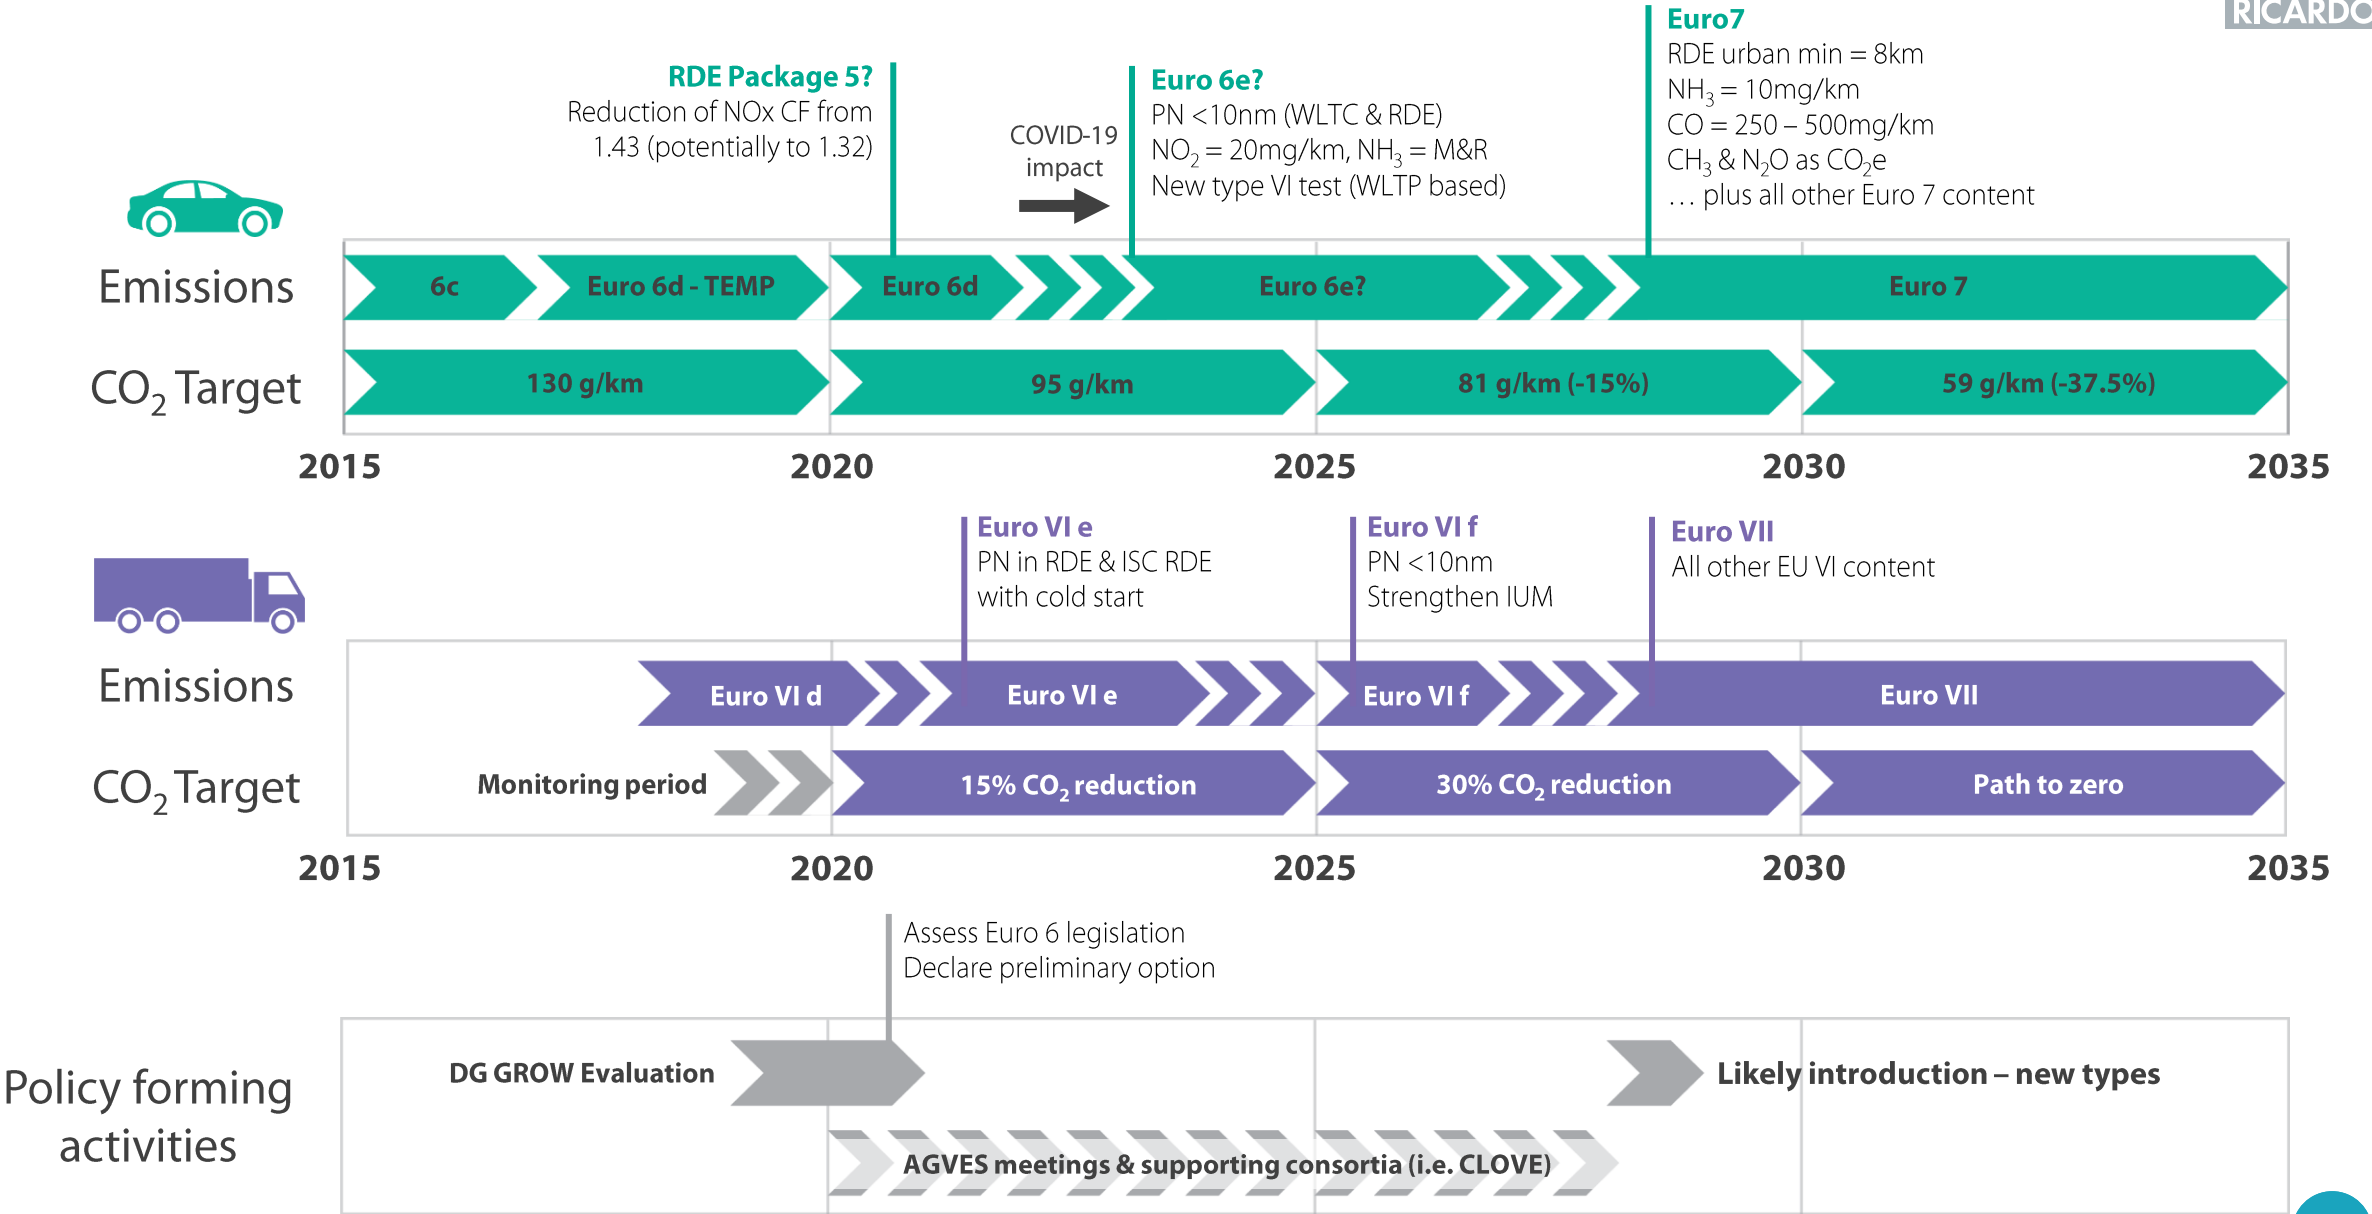 RICARDO
Euro7
RDE urban min = 8km
NH₃ = 10mg/km
CO = 250 – 500mg/km
CH₃ & N₂O as CO₂e
… plus all other Euro 7 content
RDE Package 5?
Reduction of NOx CF from
1.43 (potentially to 1.32)
COVID-19
impact
Euro 6e?
PN <10nm (WLTC & RDE)
NO₂ = 20mg/km, NH₃ = M&R
New type VI test (WLTP based)
Emissions
6c
Euro 6d - TEMP
Euro 6d
Euro 6e?
Euro 7
CO₂ Target
130 g/km
95 g/km
81 g/km (-15%)
59 g/km (-37.5%)
2015
2020
2025
2030
2035
Euro VI e
PN in RDE & ISC RDE
with cold start
Euro VI f
PN <10nm
Strengthen IUM
Euro VII
All other EU VI content
Emissions
Euro VI d
Euro VI e
Euro VI f
Euro VII
CO₂ Target
Monitoring period
15% CO₂ reduction
30% CO₂ reduction
Path to zero
2015
2020
2025
2030
2035
Assess Euro 6 legislation
Declare preliminary option
Policy forming
activities
DG GROW Evaluation
Likely introduction – new types
AGVES meetings & supporting consortia (i.e. CLOVE)